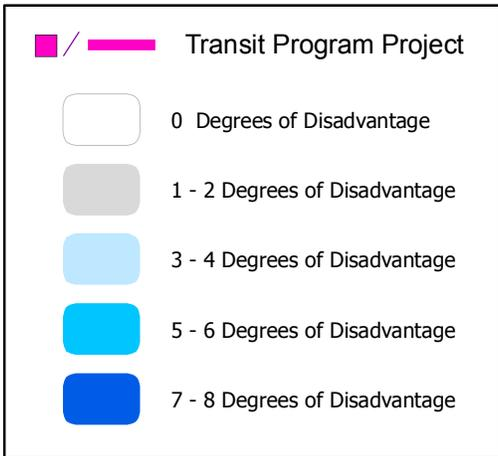 / Transit Program Project
0 Degrees of Disadvantage
1 - 2 Degrees of Disadvantage
3 - 4 Degrees of Disadvantage
5 - 6 Degrees of Disadvantage
7 - 8 Degrees of Disadvantage